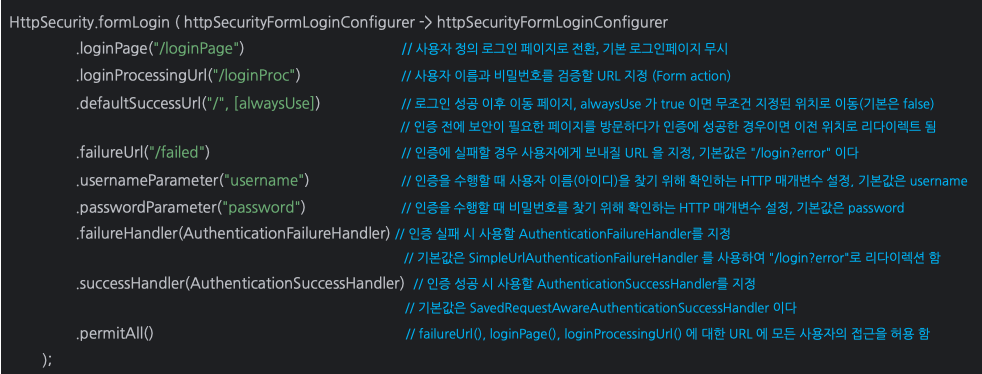 HttpSecurity.formLogin ( httpSecurityFormLoginConfigurer -> httpSecurityFormLoginConfigurer
.loginPage("/loginPage") // 사용자 정의 로그인 페이지로 전환, 기본 로그인페이지 무시
.loginProcessingUrl("/loginProc") // 사용자 이름과 비밀번호를 검증할 URL 지정 (Form action)
.defaultSuccessUrl("/", [alwaysUse]) // 로그인 성공 이후 이동 페이지, alwaysUse 가 true 이면 무조건 지정된 위치로 이동(기본은 false)
// 인증 전에 보안이 필요한 페이지를 방문하다가 인증에 성공한 경우이면 이전 위치로 리다이렉트 됨
.failureUrl("/failed") // 인증에 실패할 경우 사용자에게 보내질 URL 을 지정, 기본값은 "/login?error" 이다
.usernameParameter("username") // 인증을 수행할 때 사용자 이름(아이디)을 찾기 위해 확인하는 HTTP 매개변수 설정, 기본값은 username
.passwordParameter("password") // 인증을 수행할 때 비밀번호를 찾기 위해 확인하는 HTTP 매개변수 설정, 기본값은 password
.failureHandler(AuthenticationFailureHandler) // 인증 실패 시 사용할 AuthenticationFailureHandler를 지정
// 기본값은 SimpleUrlAuthenticationFailureHandler 를 사용하여 "/login?error"로 리다이렉션 함
.successHandler(AuthenticationSuccessHandler) // 인증 성공 시 사용할 AuthenticationSuccessHandler를 지정
// 기본값은 SavedRequestAwareAuthenticationSuccessHandler 이다
.permitAll() // failureUrl(), loginPage(), loginProcessingUrl() 에 대한 URL 에 모든 사용자의 접근을 허용 함
);